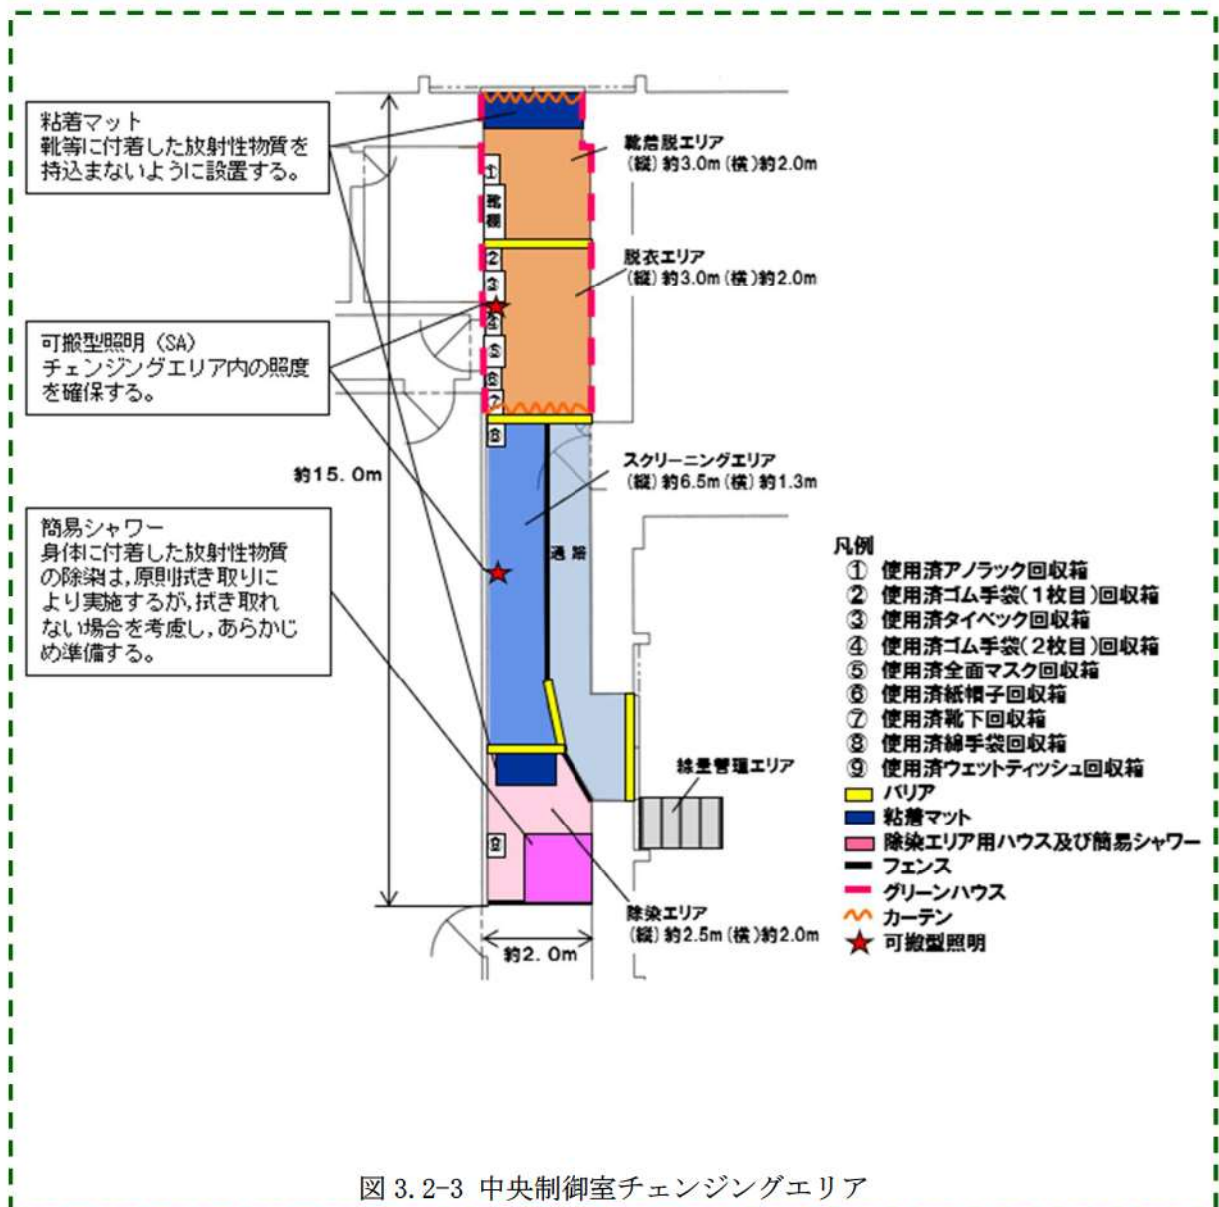 粘着マット
靴等に付着した放射性物質を
持込まないように設置する。
靴着脱エリア
(縦)約3.0m(横)約2.0m
①
靴
棚
②
脱衣エリア
(縦)約3.0m(横)約2.0m
③
④
可搬型照明（SA）
チェンジングエリア内の照度
を確保する。
⑤
⑥
⑦
⑧
約15.0m
スクリーニングエリア
(縦)約6.5m(横)約1.3m
簡易シャワー
身体に付着した放射性物質
の除染は,原則拭き取りに
より実施するが,拭き取れ
ない場合を考慮し,あらかじ
め準備する。
通路
線量管理エリア
⑨
除染エリア
(縦)約2.5m(横)約2.0m
約2.0m
凡例
① 使用済アノラック回収箱
② 使用済ゴム手袋(1枚目)回収箱
③ 使用済タイベック回収箱
④ 使用済ゴム手袋(2枚目)回収箱
⑤ 使用済全面マスク回収箱
⑥ 使用済紙帽子回収箱
⑦ 使用済靴下回収箱
⑧ 使用済綿手袋回収箱
⑨ 使用済ウェットティッシュ回収箱
バリア
粘着マット
除染エリア用ハウス及び簡易シャワー
フェンス
グリーンハウス
カーテン
可搬型照明
図 3.2-3 中央制御室チェンジングエリア